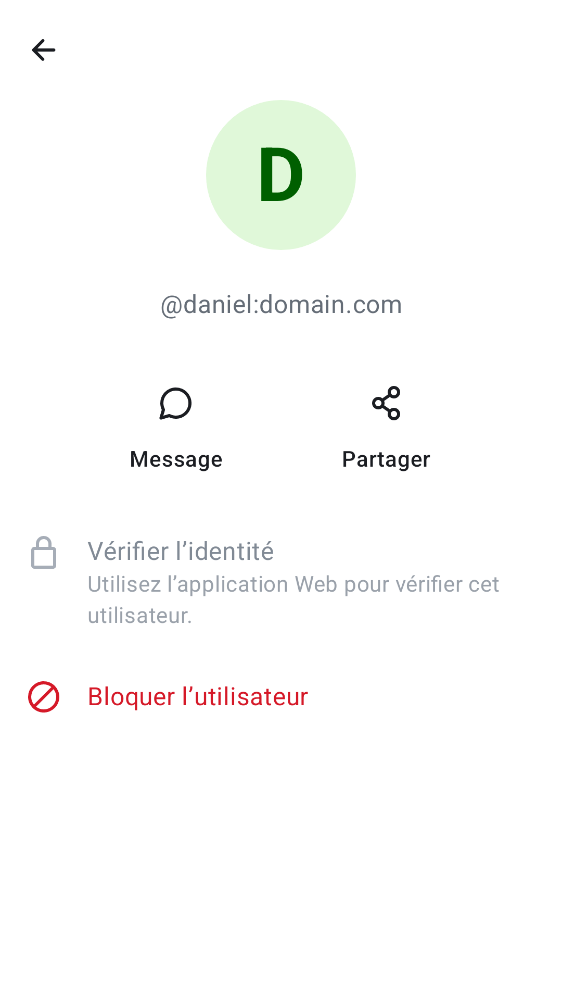 D
@daniel:domain.com
Message
Partager
Vérifier l’identité
Utilisez l’application Web pour vérifier cet
utilisateur.
Bloquer l’utilisateur